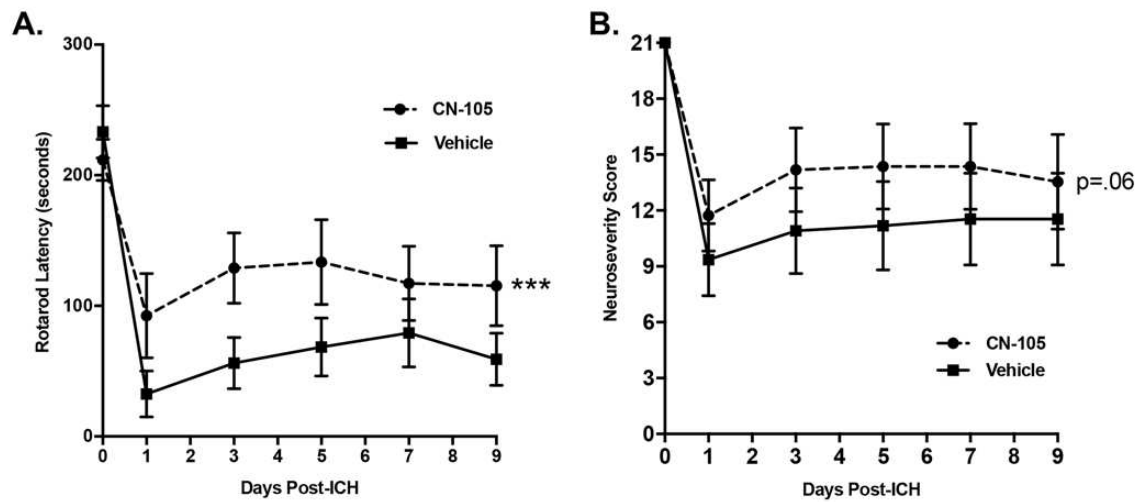 A.
300
200
100
0
Rotarod Latency (seconds)
CN-105
Vehicle
***
0 1 2 3 4 5 6 7 8 9
Days Post-ICH
B.
21
18
15
12
9
6
3
0
Neuroseverity Score
p=.06
CN-105
Vehicle
0 1 2 3 4 5 6 7 8 9
Days Post-ICH